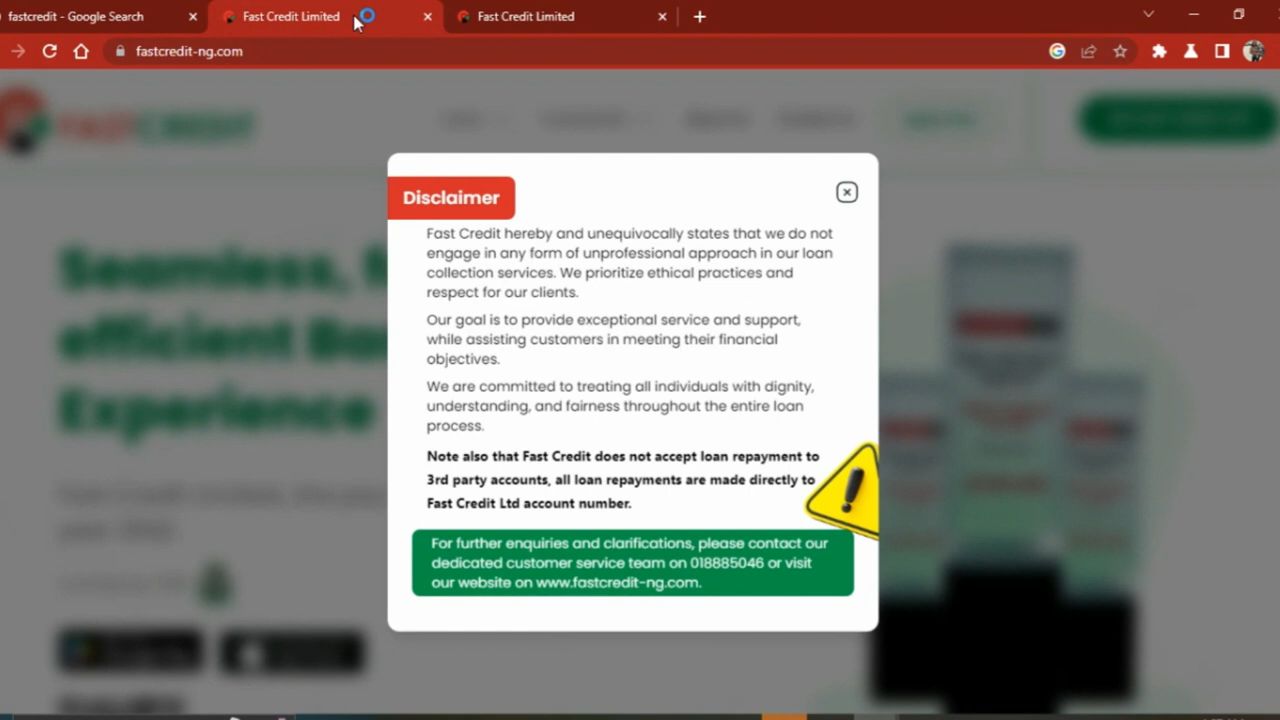 fastcredit - Google Search
Fast Credit Limited
Fast Credit Limited
fastcredit-ng.com
FASTCREDIT
Seamless,
efficient
Experience
Disclaimer
Fast Credit hereby and unequivocally states that we do not
engage in any form of unprofessional approach in our loan
collection services. We prioritize ethical practices and
respect for our clients.
Our goal is to provide exceptional service and support,
while assisting customers in meeting their financial
objectives.
We are committed to treating all individuals with dignity,
understanding, and fairness throughout the entire loan
process.
Note also that Fast Credit does not accept loan repayment to
3rd party accounts, all loan repayments are made directly to
Fast Credit Ltd account number.
For further enquiries and clarifications, please contact our
dedicated customer service team on 018885046 or visit
our website on www.fastcredit-ng.com.